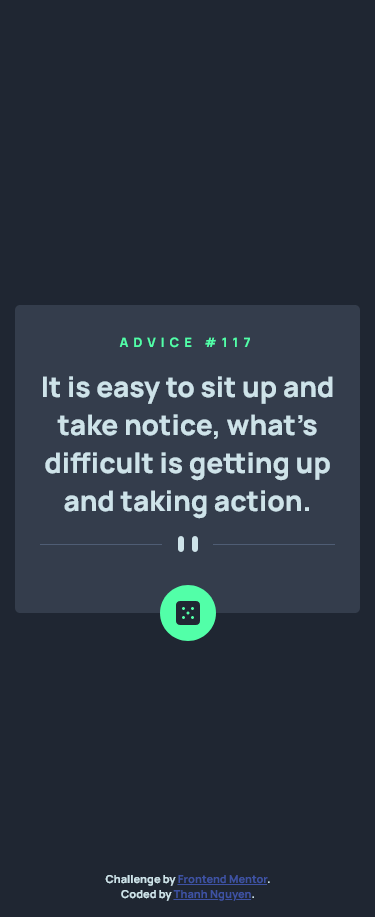 ADVICE #117
It is easy to sit up and
take notice, what’s
difficult is getting up
and taking action.
Challenge by Frontend Mentor.
Coded by Thanh Nguyen.